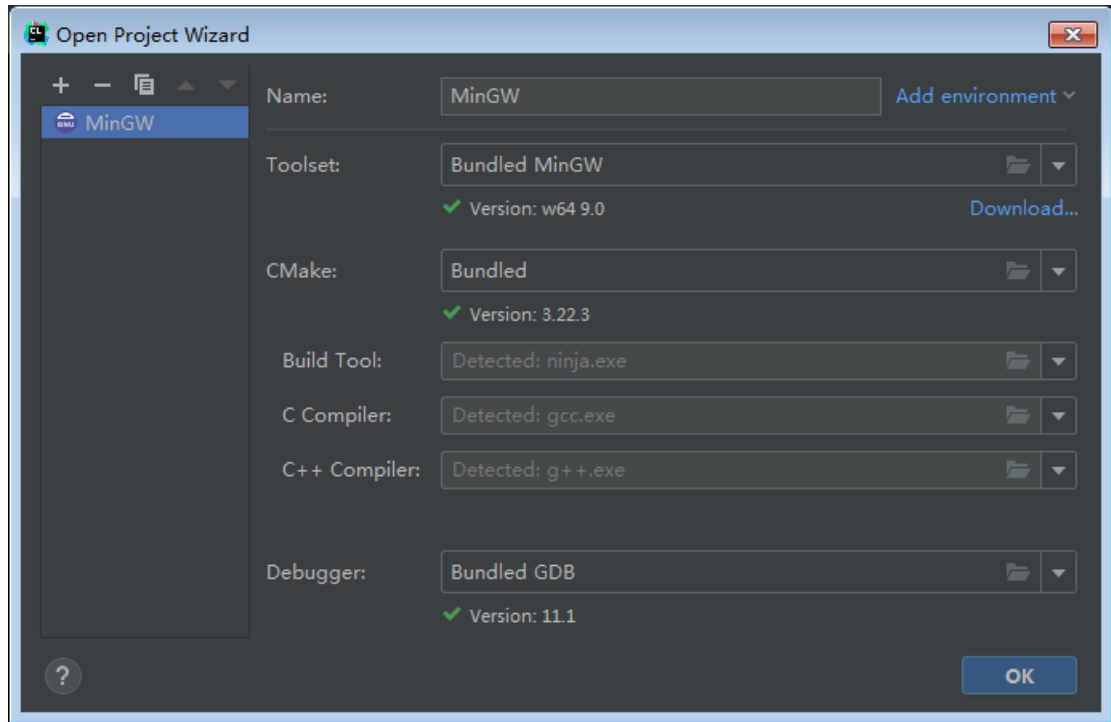 Open Project Wizard
MinGW
Name:
MinGW
Add environment
Toolset:
Bundled MinGW
Version: w64 9.0
Download...
CMake:
Bundled
Version: 3.22.3
Build Tool:
Detected: ninja.exe
C Compiler:
Detected: gcc.exe
C++ Compiler:
Detected: g++.exe
Debugger:
Bundled GDB
Version: 11.1
?
OK